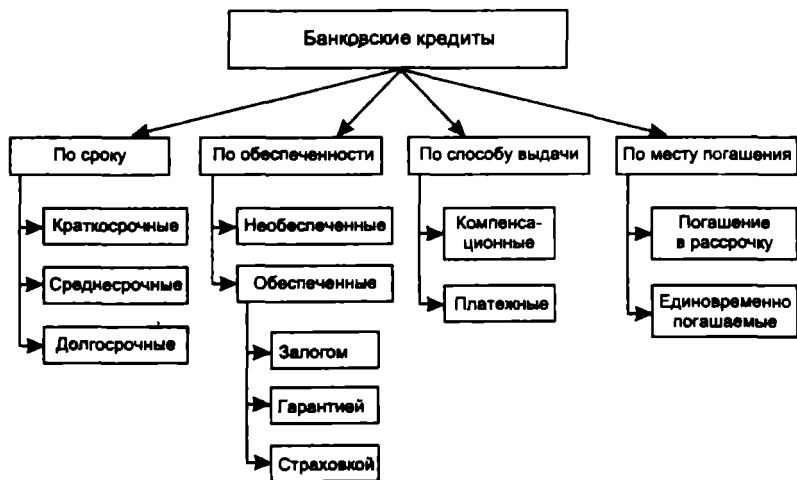 Банковские кредиты
По сроку
Краткосрочные
Среднесрочные
Долгосрочные
По обеспеченности
Необеспеченные
Обеспеченные
Залогом
Гарантией
Страховкой
По способу выдачи
Компенса-
ционные
Платежные
По месту погашения
Погашение
в рассрочку
Единовременно
погашаемые